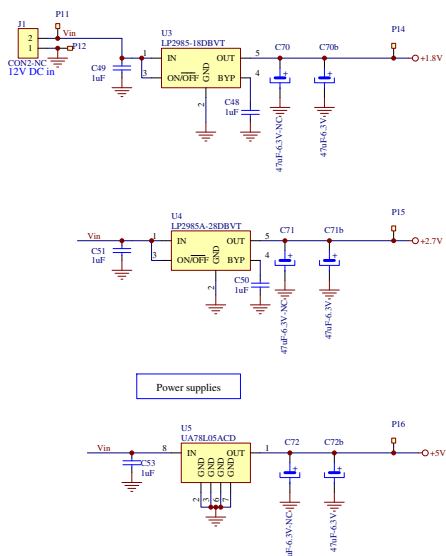 P11
J1
2
1
Vin
P12
CON2-NC
12V DC in
U3
LP2985-18DBVT
1 IN OUT 5
3 ON/OFF GND BYP 4
2
C49
1uF
C48
1uF
C70
47uF-6.3V-NC
C70b
47uF-6.3V
P14
+1.8V
Vin
U4
LP2985A-28DBVT
1 IN OUT 5
3 ON/OFF GND BYP 4
2
C51
1uF
C50
1uF
C71
47uF-6.3V-NC
C71b
47uF-6.3V
P15
+2.7V
Power supplies
Vin
U5
UA78L05ACD
8 IN OUT 1
GND GND GND GND
2 3 6 7
C53
1uF
C72
uF-6.3V-NC
C72b
47uF-6.3V
P16
+5V